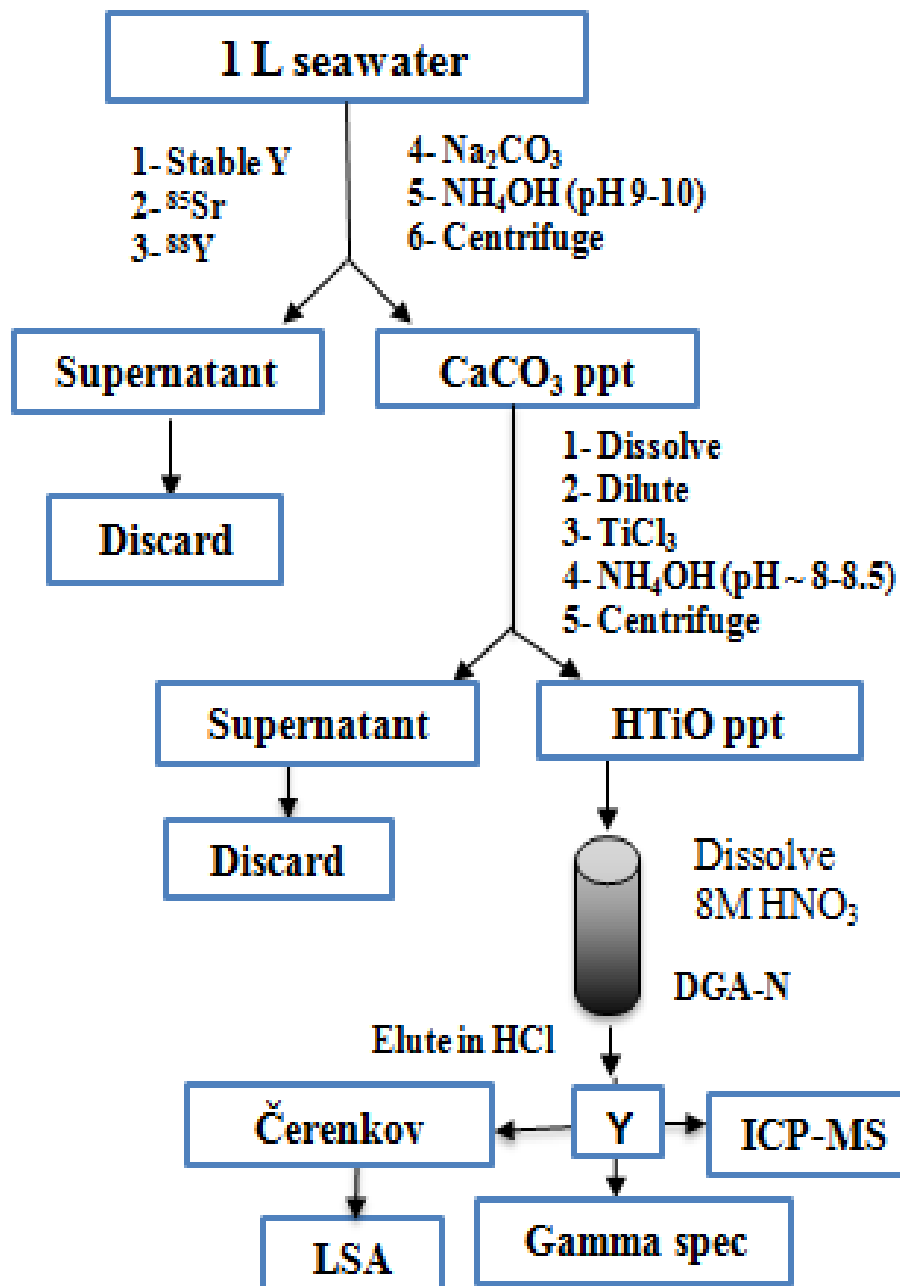 1 L seawater
1- Stable Y
2- ⁸⁵Sr
3- ⁸⁸Y
4- Na₂CO₃
5- NH₄OH (pH 9-10)
6- Centrifuge
Supernatant
CaCO₃ ppt
Discard
1- Dissolve
2- Dilute
3- TiCl₃
4- NH₄OH (pH ~ 8-8.5)
5- Centrifuge
Supernatant
HTiO ppt
Discard
Dissolve
8M HNO₃
DGA-N
Elute in HCl
Čerenkov
Y
ICP-MS
LSA
Gamma spec